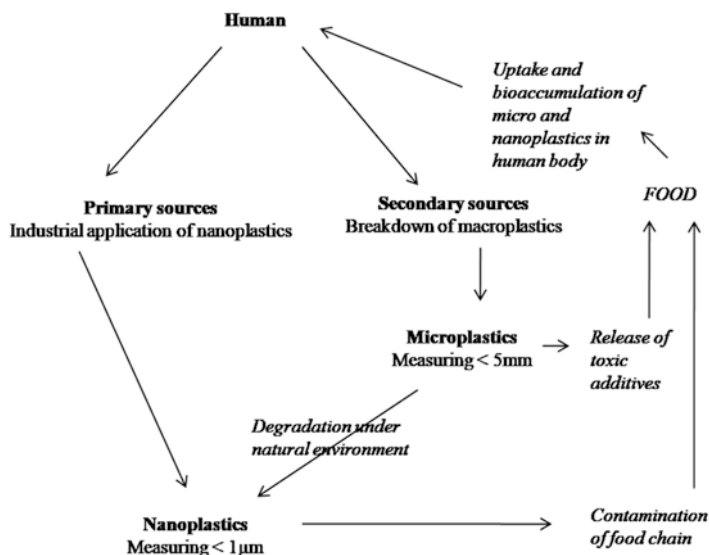 Human
Uptake and
bioaccumulation of
micro and
nanoplastics in
human body
Primary sources
Industrial application of nanoplastics
Secondary sources
Breakdown of macroplastics
FOOD
Microplastics
Measuring < 5mm
Release of
toxic
additives
Degradation under
natural environment
Nanoplastics
Measuring < 1µm
Contamination
of food chain